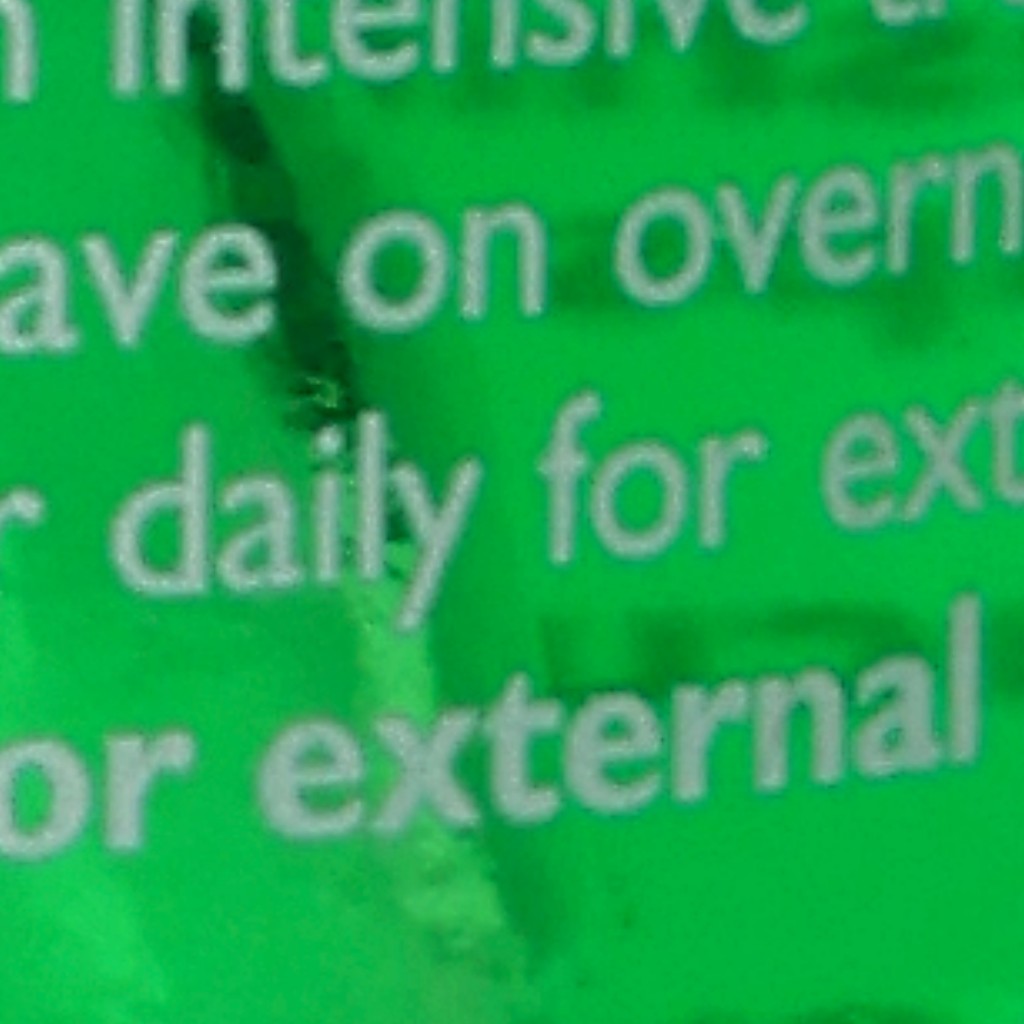 n intensive
ave on overn
r daily for ext
or external